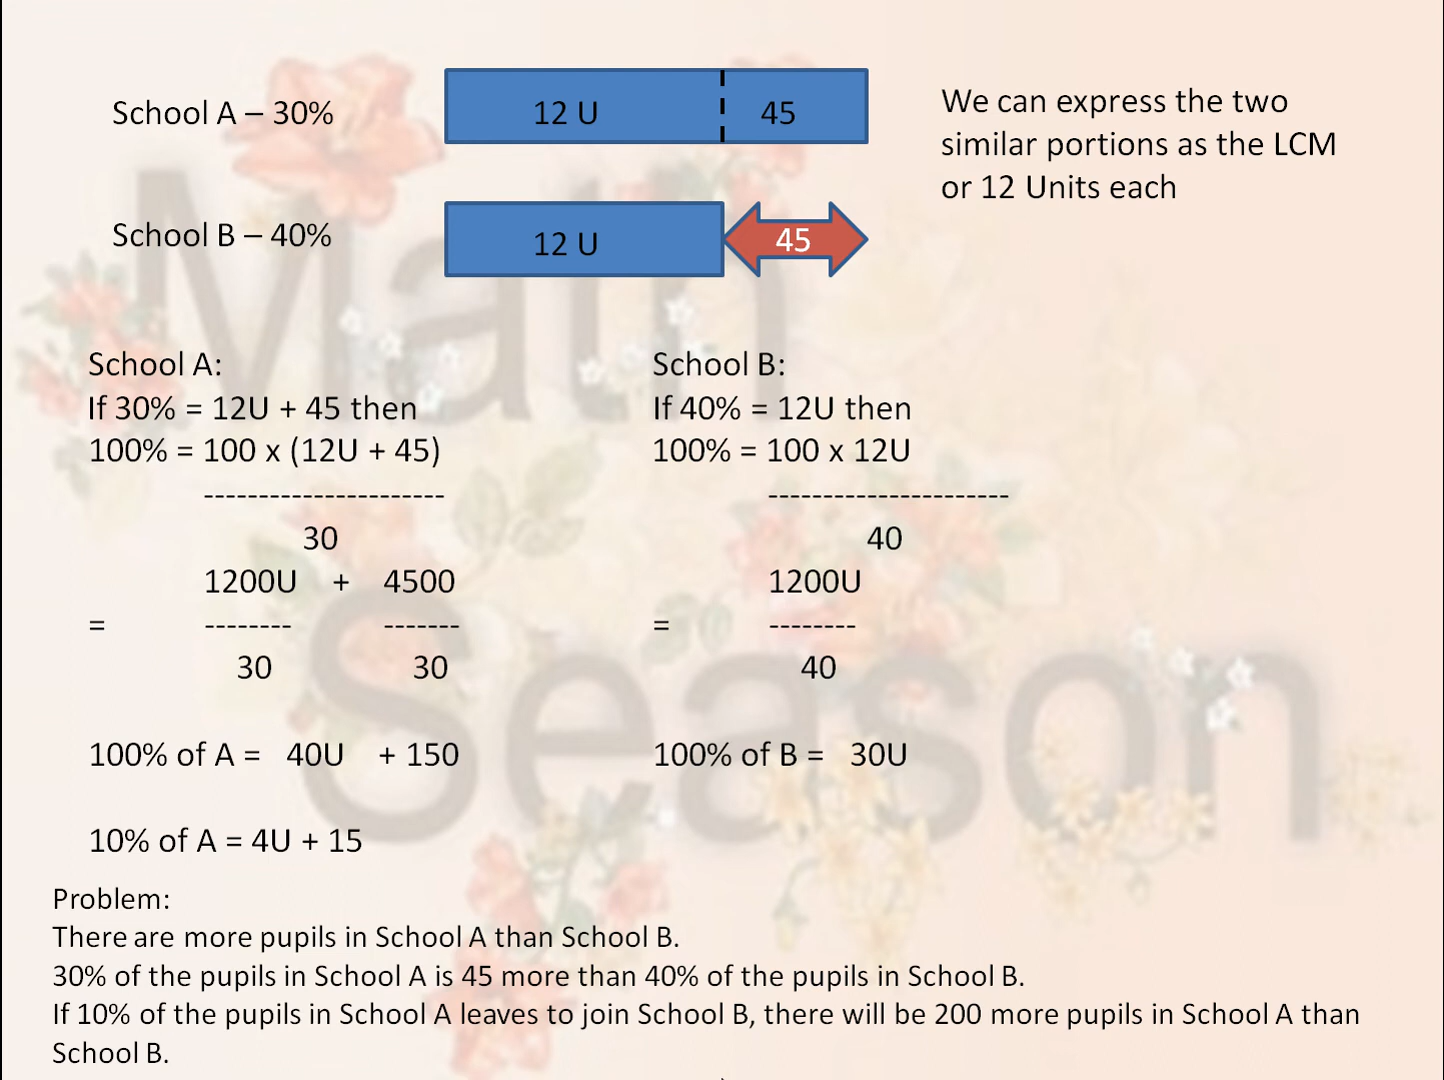 School A – 30%
12 U
45
We can express the two
similar portions as the LCM
or 12 Units each
School B – 40%
12 U
45
School A:
If 30% = 12U + 45 then
100% = 100 x (12U + 45)
----------------------
30
1200U + 4500
-------- -------
=
30 30
100% of A = 40U + 150
10% of A = 4U + 15
School B:
If 40% = 12U then
100% = 100 x 12U
----------------------
40
1200U
= --------
40
100% of B = 30U
Problem:
There are more pupils in School A than School B.
30% of the pupils in School A is 45 more than 40% of the pupils in School B.
If 10% of the pupils in School A leaves to join School B, there will be 200 more pupils in School A than
School B.
Math
Season